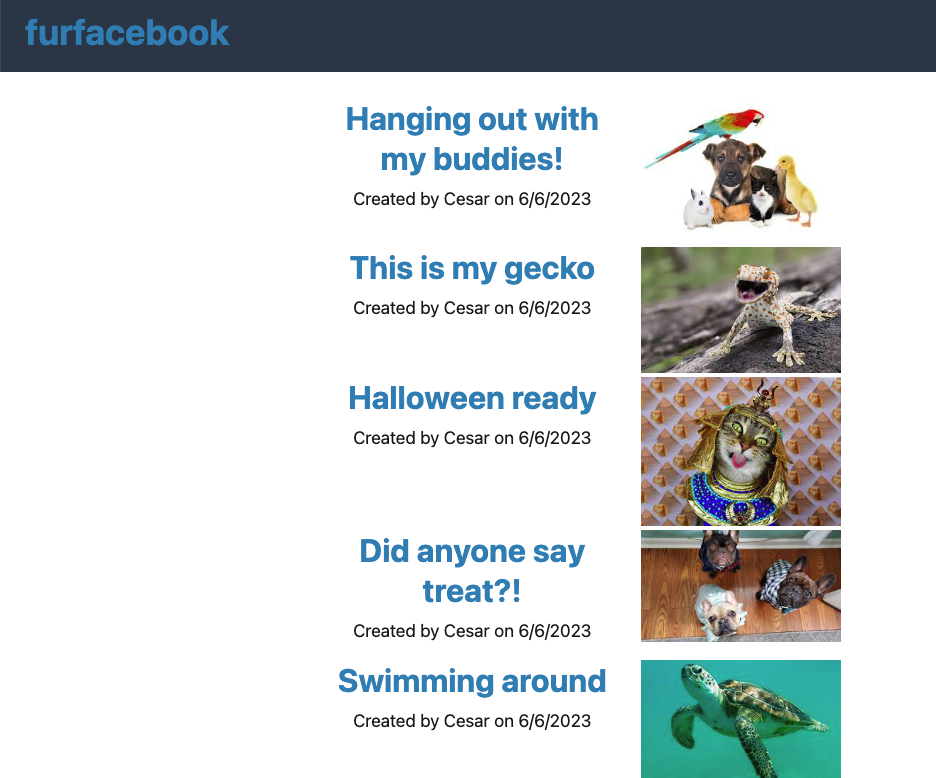 furfacebook
Hanging out with
my buddies!
Created by Cesar on 6/6/2023
This is my gecko
Created by Cesar on 6/6/2023
Halloween ready
Created by Cesar on 6/6/2023
Did anyone say
treat?!
Created by Cesar on 6/6/2023
Swimming around
Created by Cesar on 6/6/2023